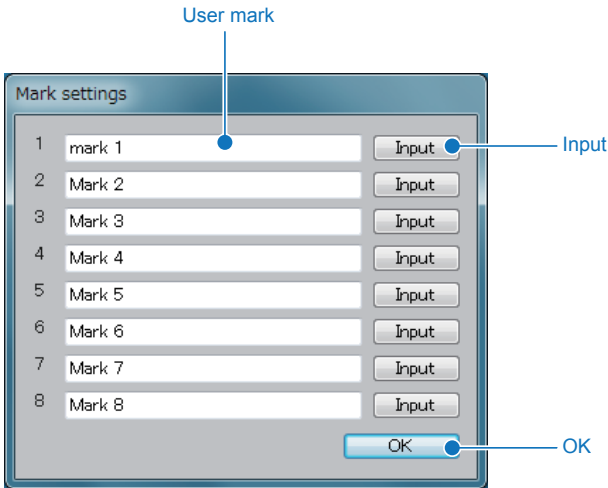 User mark
Mark settings
1 mark 1 Input Input
2 Mark 2 Input
3 Mark 3 Input
4 Mark 4 Input
5 Mark 5 Input
6 Mark 6 Input
7 Mark 7 Input
8 Mark 8 Input
OK OK